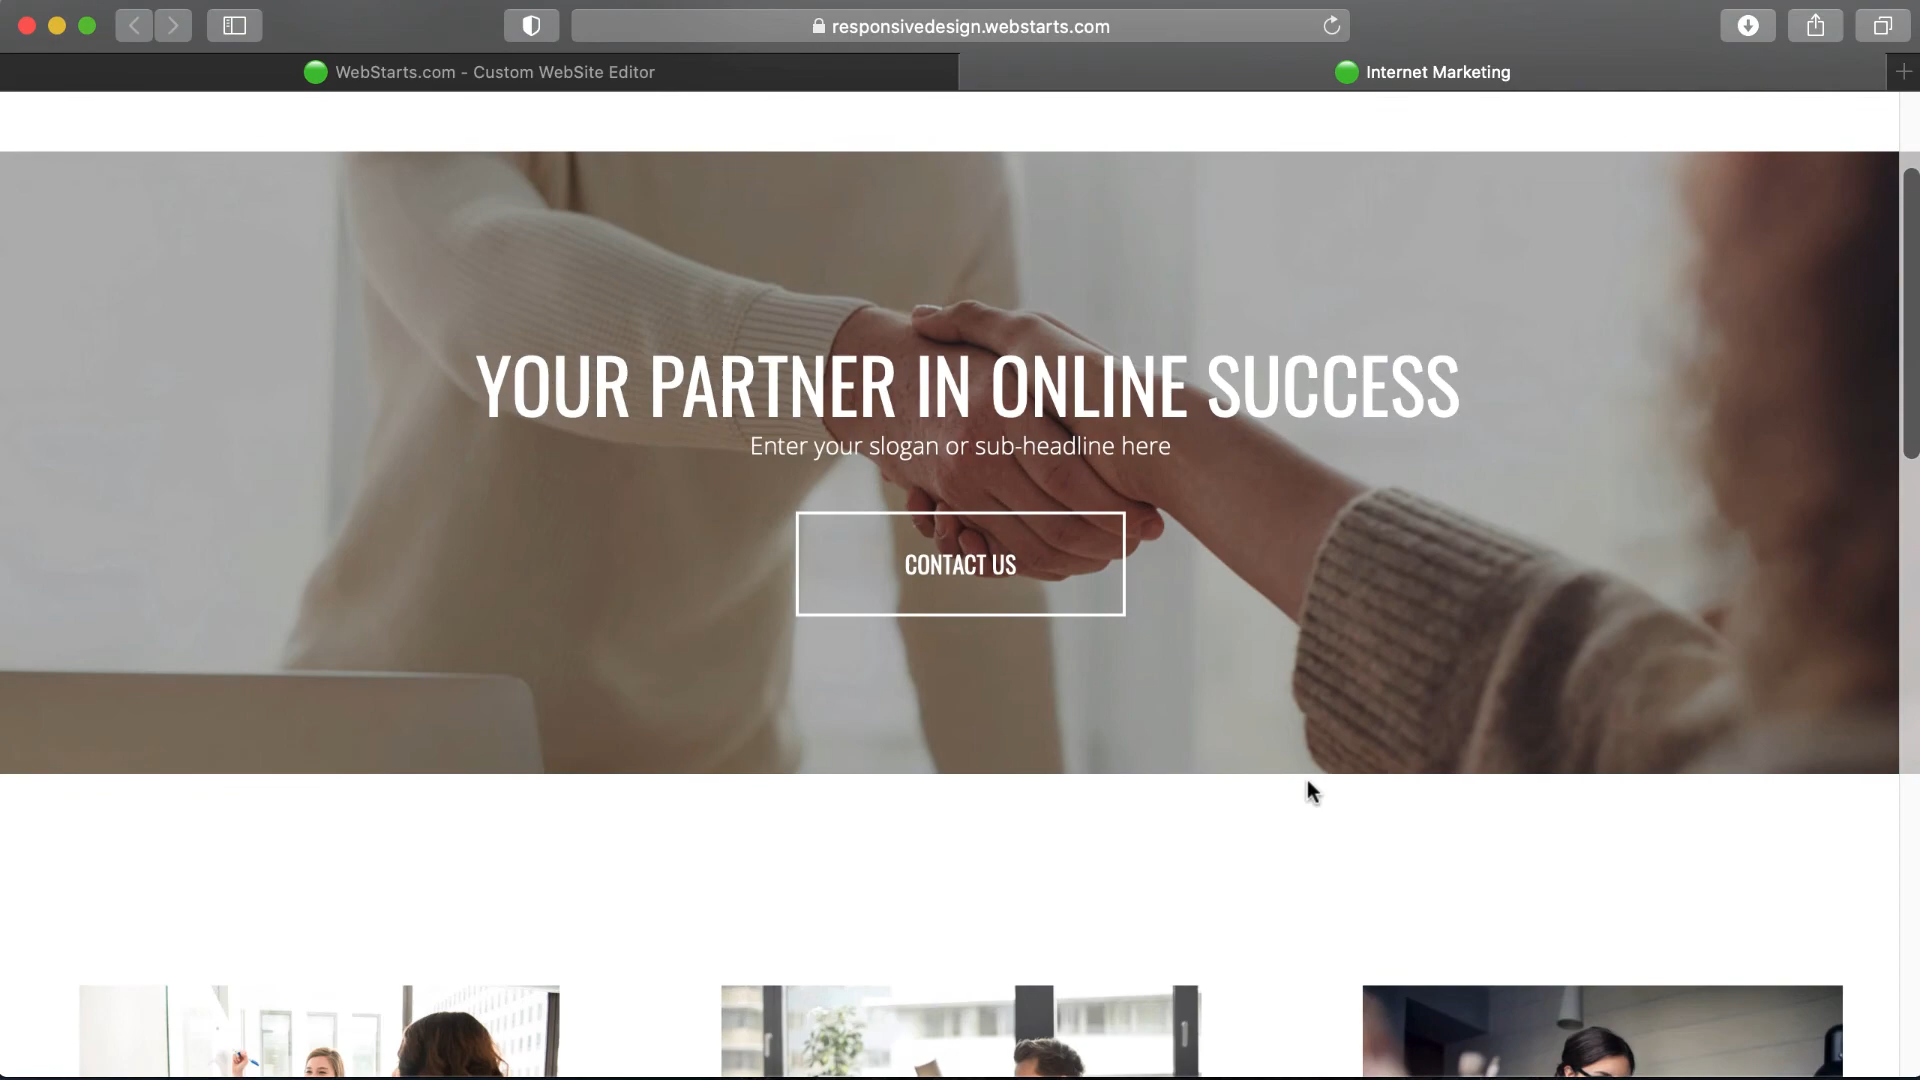 responsivedesign.webstarts.com
WebStarts.com - Custom WebSite Editor
Internet Marketing
YOUR PARTNER IN ONLINE SUCCESS
Enter your slogan or sub-headline here
CONTACT US